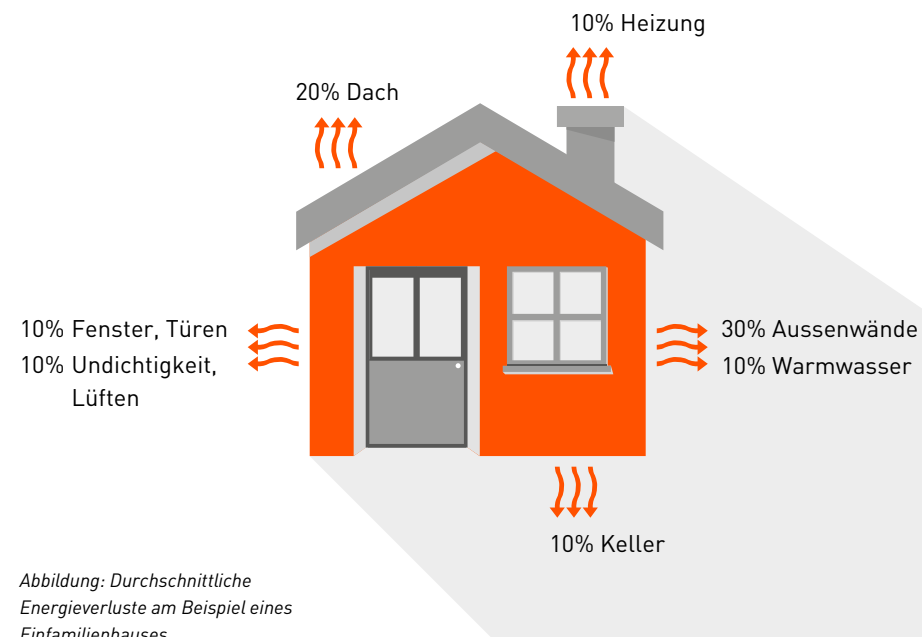 10% Heizung
20% Dach
10% Fenster, Türen
10% Undichtigkeit,
Lüften
30% Aussenwände
10% Warmwasser
10% Keller
Abbildung: Durchschnittliche
Energieverluste am Beispiel eines
Einfamilienhauses